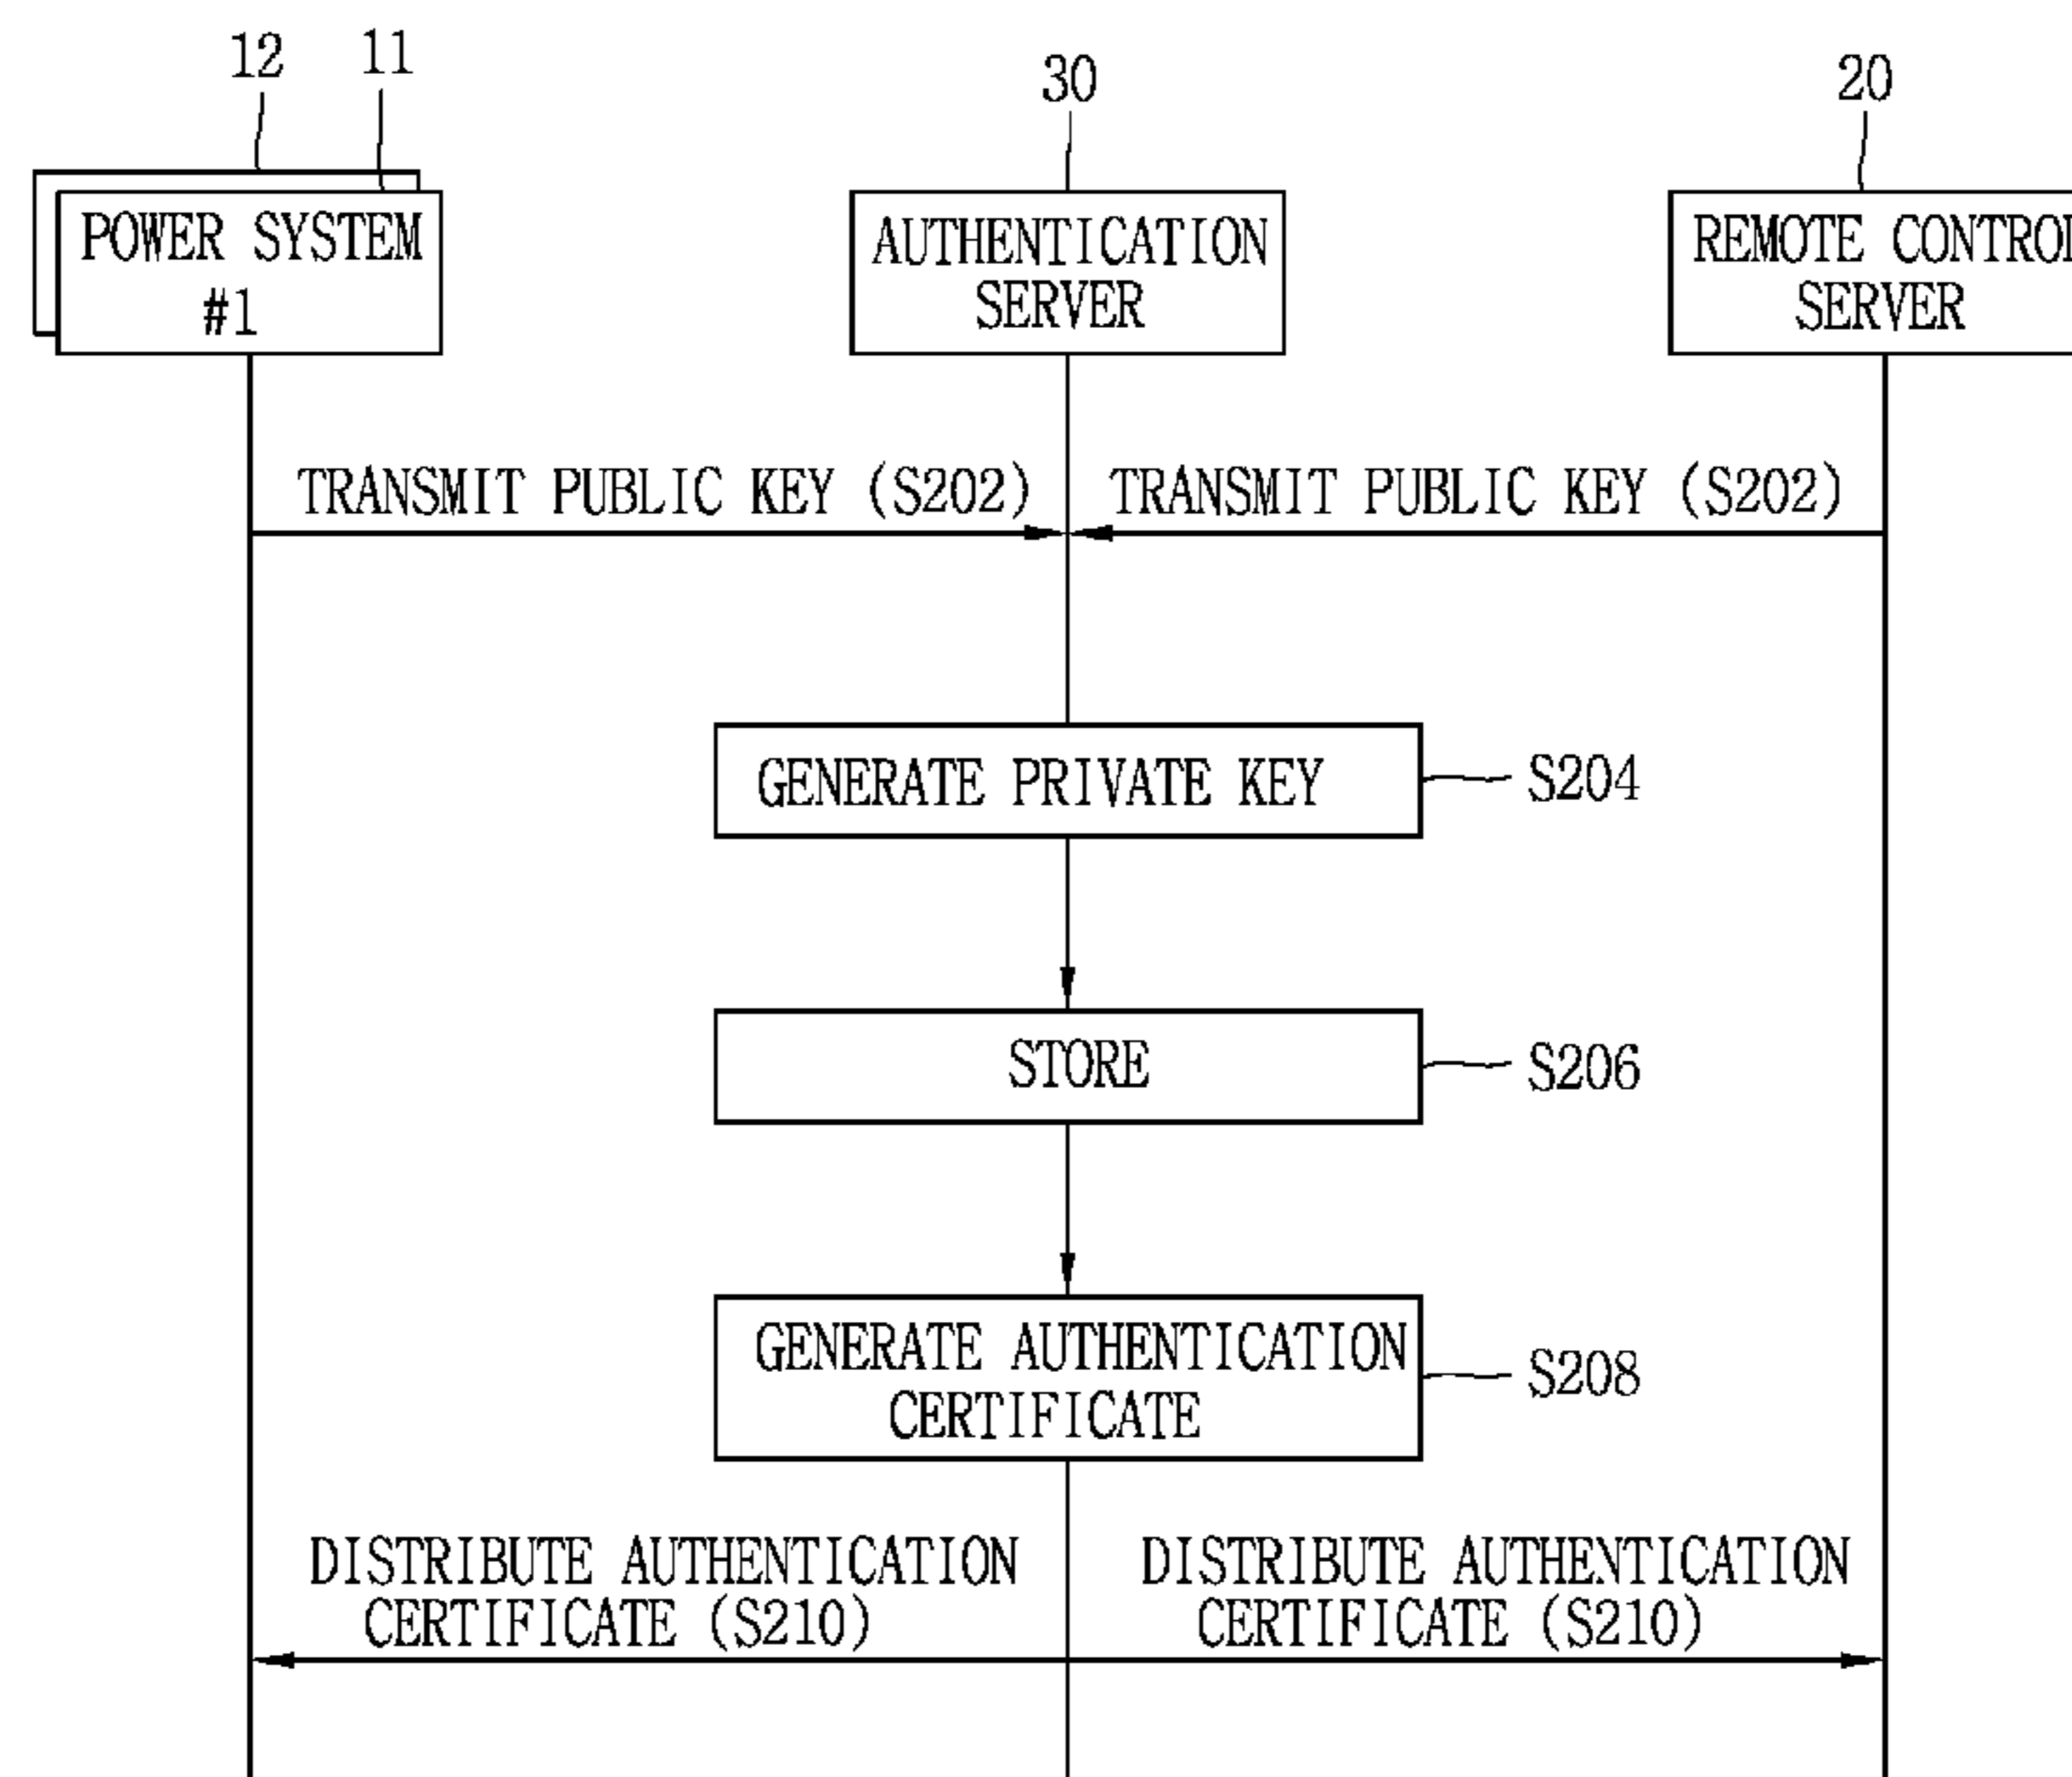 12
11
30
20
POWER SYSTEM
#1
AUTHENTICATION
SERVER
REMOTE CONTROL
SERVER
TRANSMIT PUBLIC KEY (S202)
TRANSMIT PUBLIC KEY (S202)
GENERATE PRIVATE KEY
S204
STORE
S206
GENERATE AUTHENTICATION
CERTIFICATE
S208
DISTRIBUTE AUTHENTICATION
CERTIFICATE (S210)
DISTRIBUTE AUTHENTICATION
CERTIFICATE (S210)